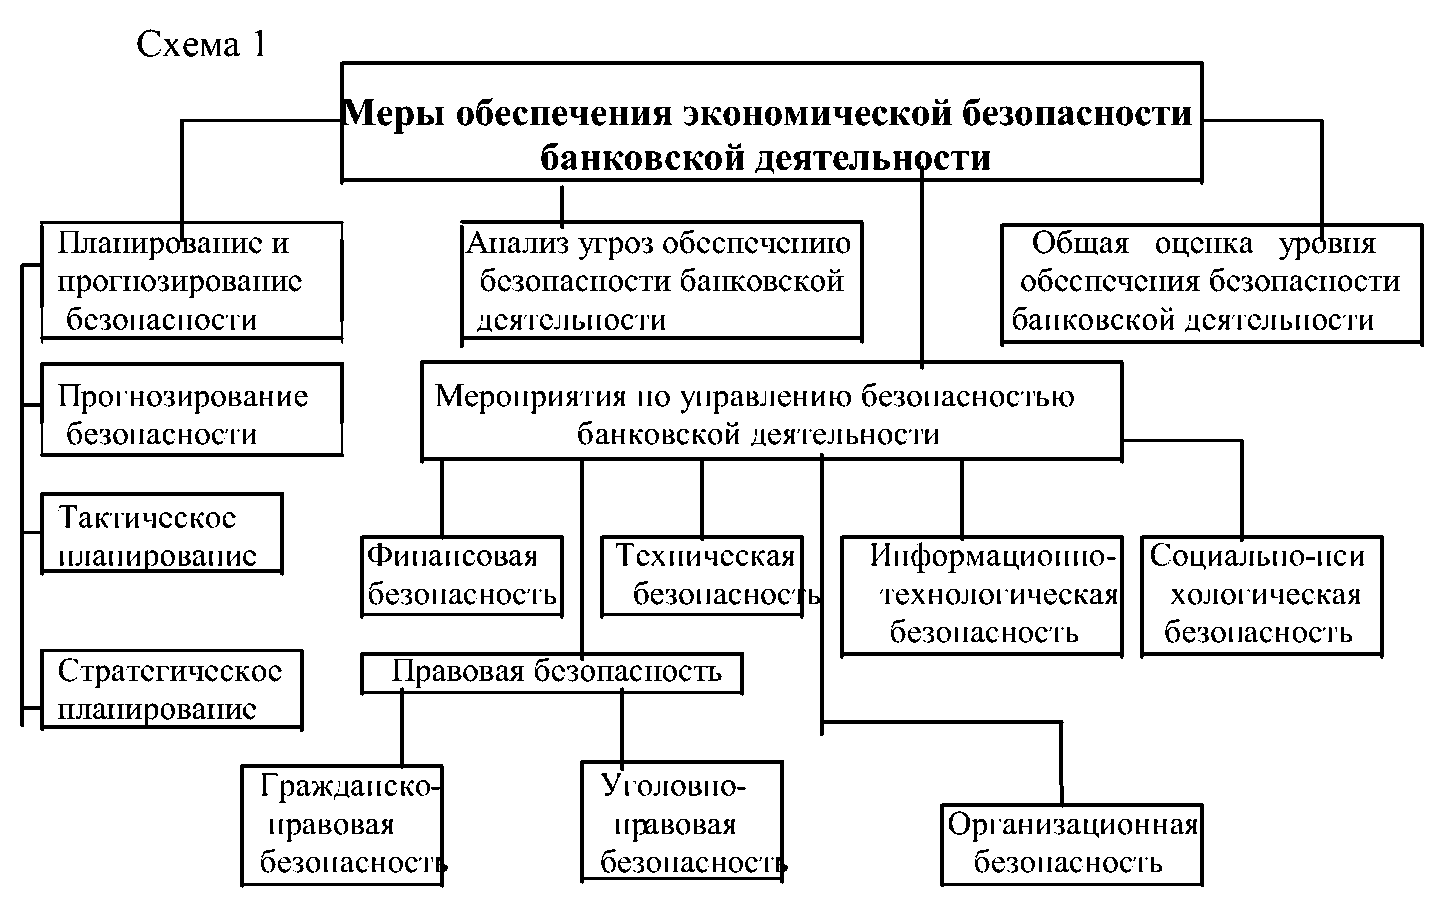 Схема 1
Меры обеспечения экономической безопасности
банковской деятельности
Планирование и
прогнозирование
безопасности
Анализ угроз обеспечению
безопасности банковской
деятельности
Общая оценка уровня
обеспечения безопасности
банковской деятельности
Прогнозирование
безопасности
Мероприятия по управлению безопасностью
банковской деятельности
Тактическое
планирование
Финансовая
безопасность
Техническая
безопасность
Информационно-
технологическая
безопасность
Социально-пси
хологическая
безопасность
Стратегическое
планирование
Правовая безопасность
Гражданско-
правовая
безопасность
Уголовно-
правовая
безопасность
Организационная
безопасность